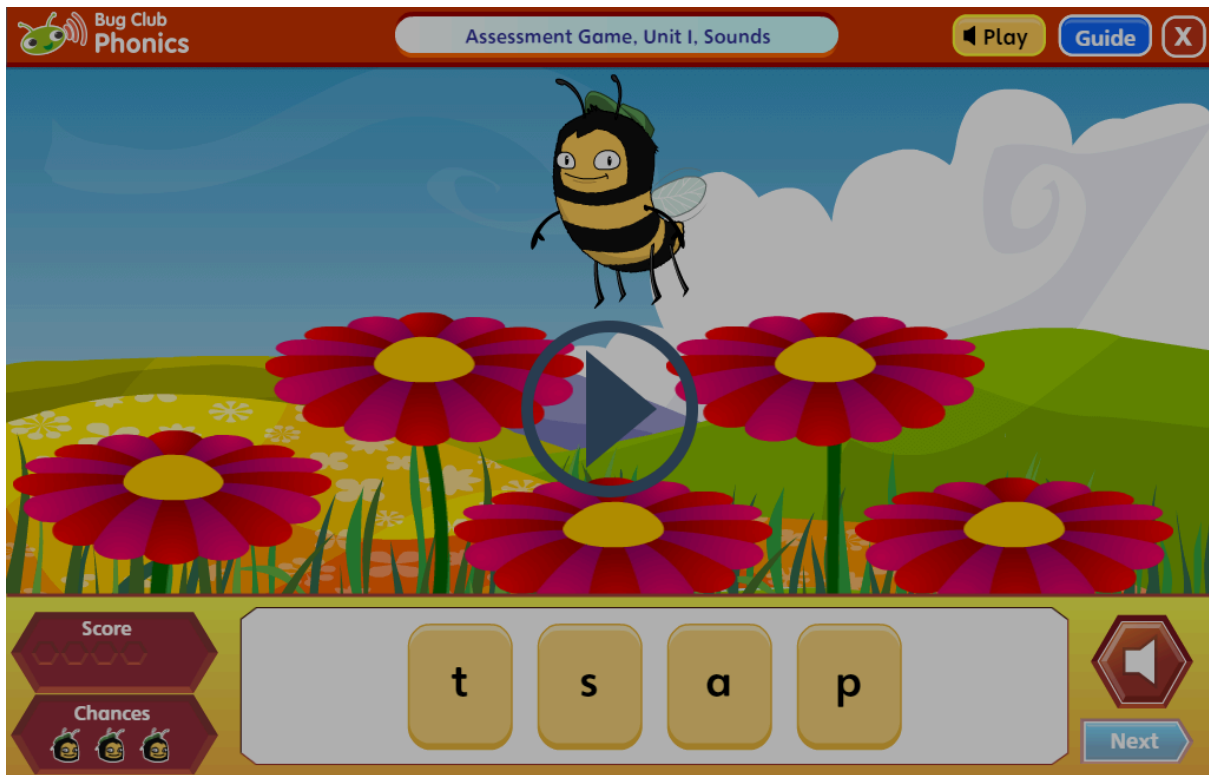 Bug Club
Phonics
Assessment Game, Unit 1, Sounds
Play
Guide
X
Score
Chances
t s a p
Next